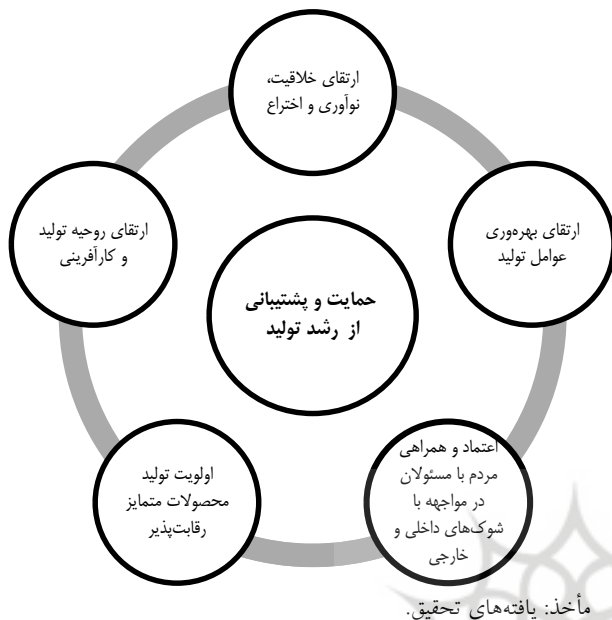 ارتقای خلاقیت،
نوآوری و اختراع
ارتقای روحیه تولید
و کارآفرینی
ارتقای بهره‌وری
عوامل تولید
حمایت و پشتیبانی
از رشد تولید
اولویت تولید
محصولات متمایز
رقابت‌پذیر
اعتماد و همراهی
مردم با مسئولان
در مواجهه با
شوک‌های داخلی و
خارجی
مأخذ: یافته‌های تحقیق.